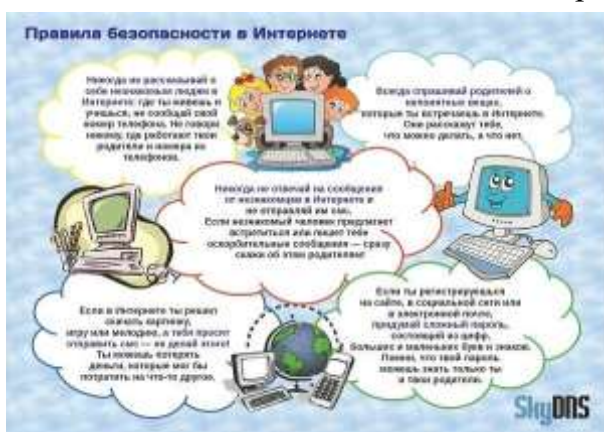 Правила безопасности в Интернете
Никогда не рассказывай о
себе незнакомым людям в
Интернете: где ты живешь и
учишься, не сообщай свой
номер телефона. Не говори
никому, где работают твои
родители и номера их
телефонов.
Всегда спрашивай родителей о
непонятных вещах,
которые ты встречаешь в Интернете.
Они расскажут тебе,
что можно делать, а что нет.
Никогда не отвечай на сообщения
от незнакомцев в Интернете и
не отправляй им смс.
Если незнакомый человек предлагает
встретиться или пишет тебе
оскорбительные сообщения — сразу
скажи об этом родителям!
Если в Интернете ты решил
скачать картинку,
игру или мелодию, а тебя просят
отправить смс — не делай этого!
Ты можешь потерять
деньги, которые мог бы
потратить на что-то другое.
Если ты регистрируешься
на сайте, в социальной сети или
в электронной почте,
придумай сложный пароль,
состоящий из цифр,
больших и маленьких букв и знаков.
Помни, что твой пароль
можешь знать только ты
и твои родители.
SkyDNS